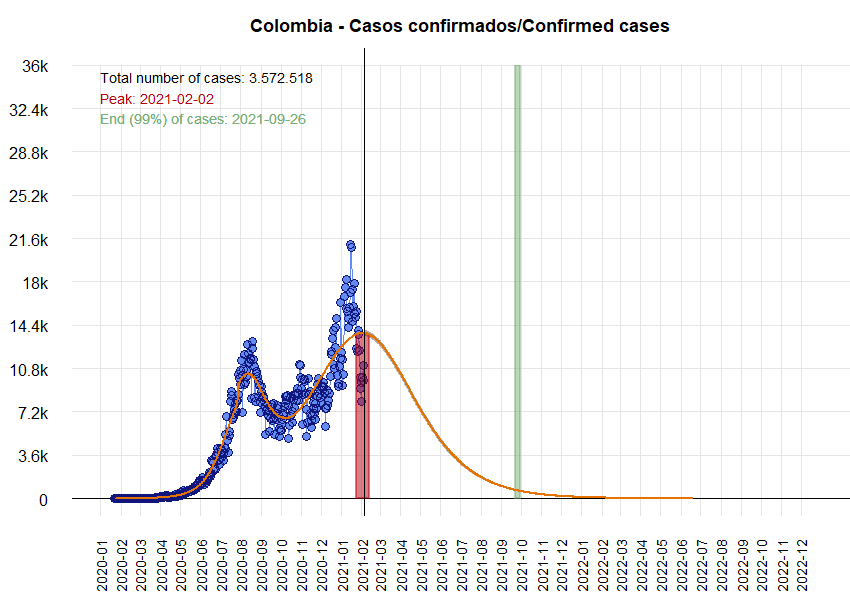 Colombia - Casos confirmados/Confirmed cases
36k
Total number of cases: 3.572.518
Peak: 2021-02-02
End (99%) of cases: 2021-09-26
32.4k
28.8k
25.2k
21.6k
18k
14.4k
10.8k
7.2k
3.6k
0
2020-01
2020-02
2020-03
2020-04
2020-05
2020-06
2020-07
2020-08
2020-09
2020-10
2020-11
2020-12
2021-01
2021-02
2021-03
2021-04
2021-05
2021-06
2021-07
2021-08
2021-09
2021-10
2021-11
2021-12
2022-01
2022-02
2022-03
2022-04
2022-05
2022-06
2022-07
2022-08
2022-09
2022-10
2022-11
2022-12